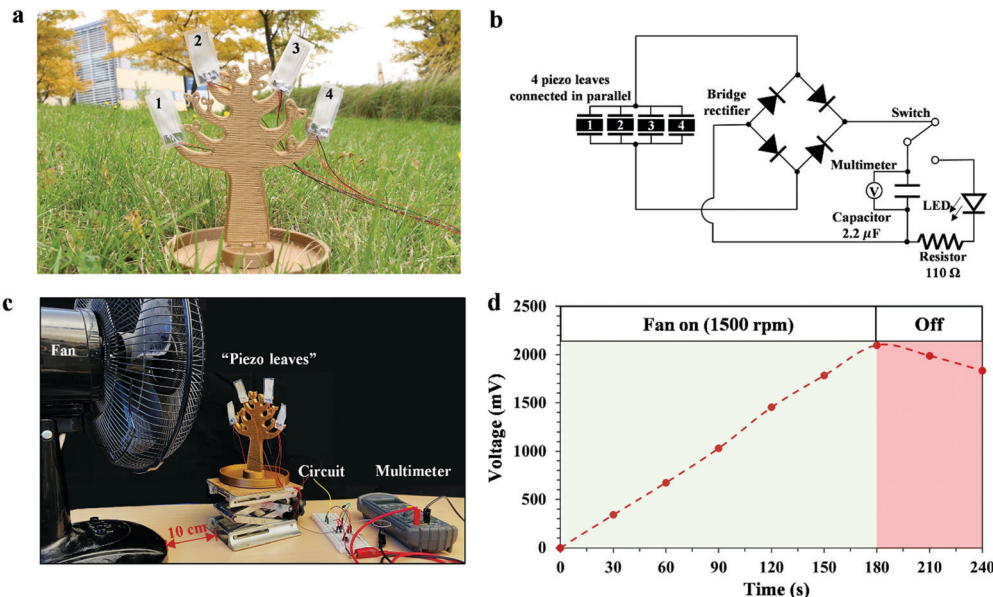 a
1
2
3
4
b
4 piezo leaves
connected in parallel
1 2 3 4
Bridge
rectifier
Switch
Multimeter
V
Capacitor
2.2 μF
LED
Resistor
110 Ω
c
Fan
"Piezo leaves"
Circuit
Multimeter
10 cm
d
Fan on (1500 rpm)
Off
Voltage (mV)
2500
2000
1500
1000
500
0
0 30 60 90 120 150 180 210 240
Time (s)